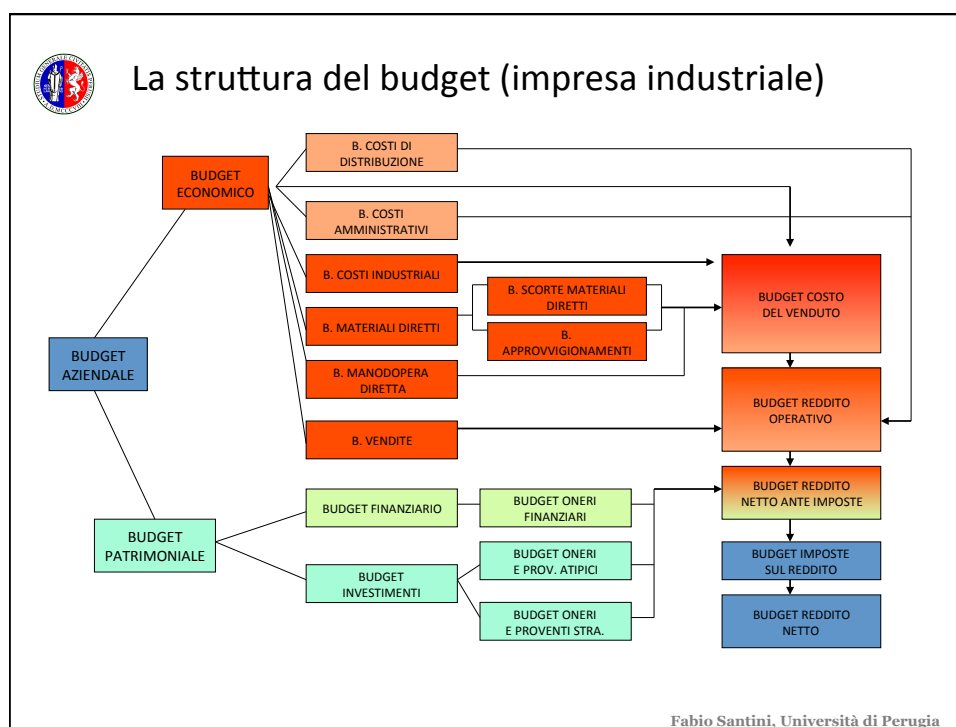 La struttura del budget (impresa industriale)
B. COSTI DI
DISTRIBUZIONE
BUDGET
ECONOMICO
B. COSTI
AMMINISTRATIVI
B. COSTI INDUSTRIALI
B. SCORTE MATERIALI
DIRETTI
BUDGET COSTO
DEL VENDUTO
B. MATERIALI DIRETTI
B.
APPROVVIGIONAMENTI
BUDGET
AZIENDALE
B. MANODOPERA
DIRETTA
BUDGET REDDITO
OPERATIVO
B. VENDITE
BUDGET REDDITO
NETTO ANTE IMPOSTE
BUDGET FINANZIARIO
BUDGET ONERI
FINANZIARI
BUDGET
PATRIMONIALE
BUDGET ONERI
E PROV. ATIPICI
BUDGET IMPOSTE
SUL REDDITO
BUDGET
INVESTIMENTI
BUDGET ONERI
E PROVENTI STRA.
BUDGET REDDITO
NETTO
Fabio Santini, Università di Perugia